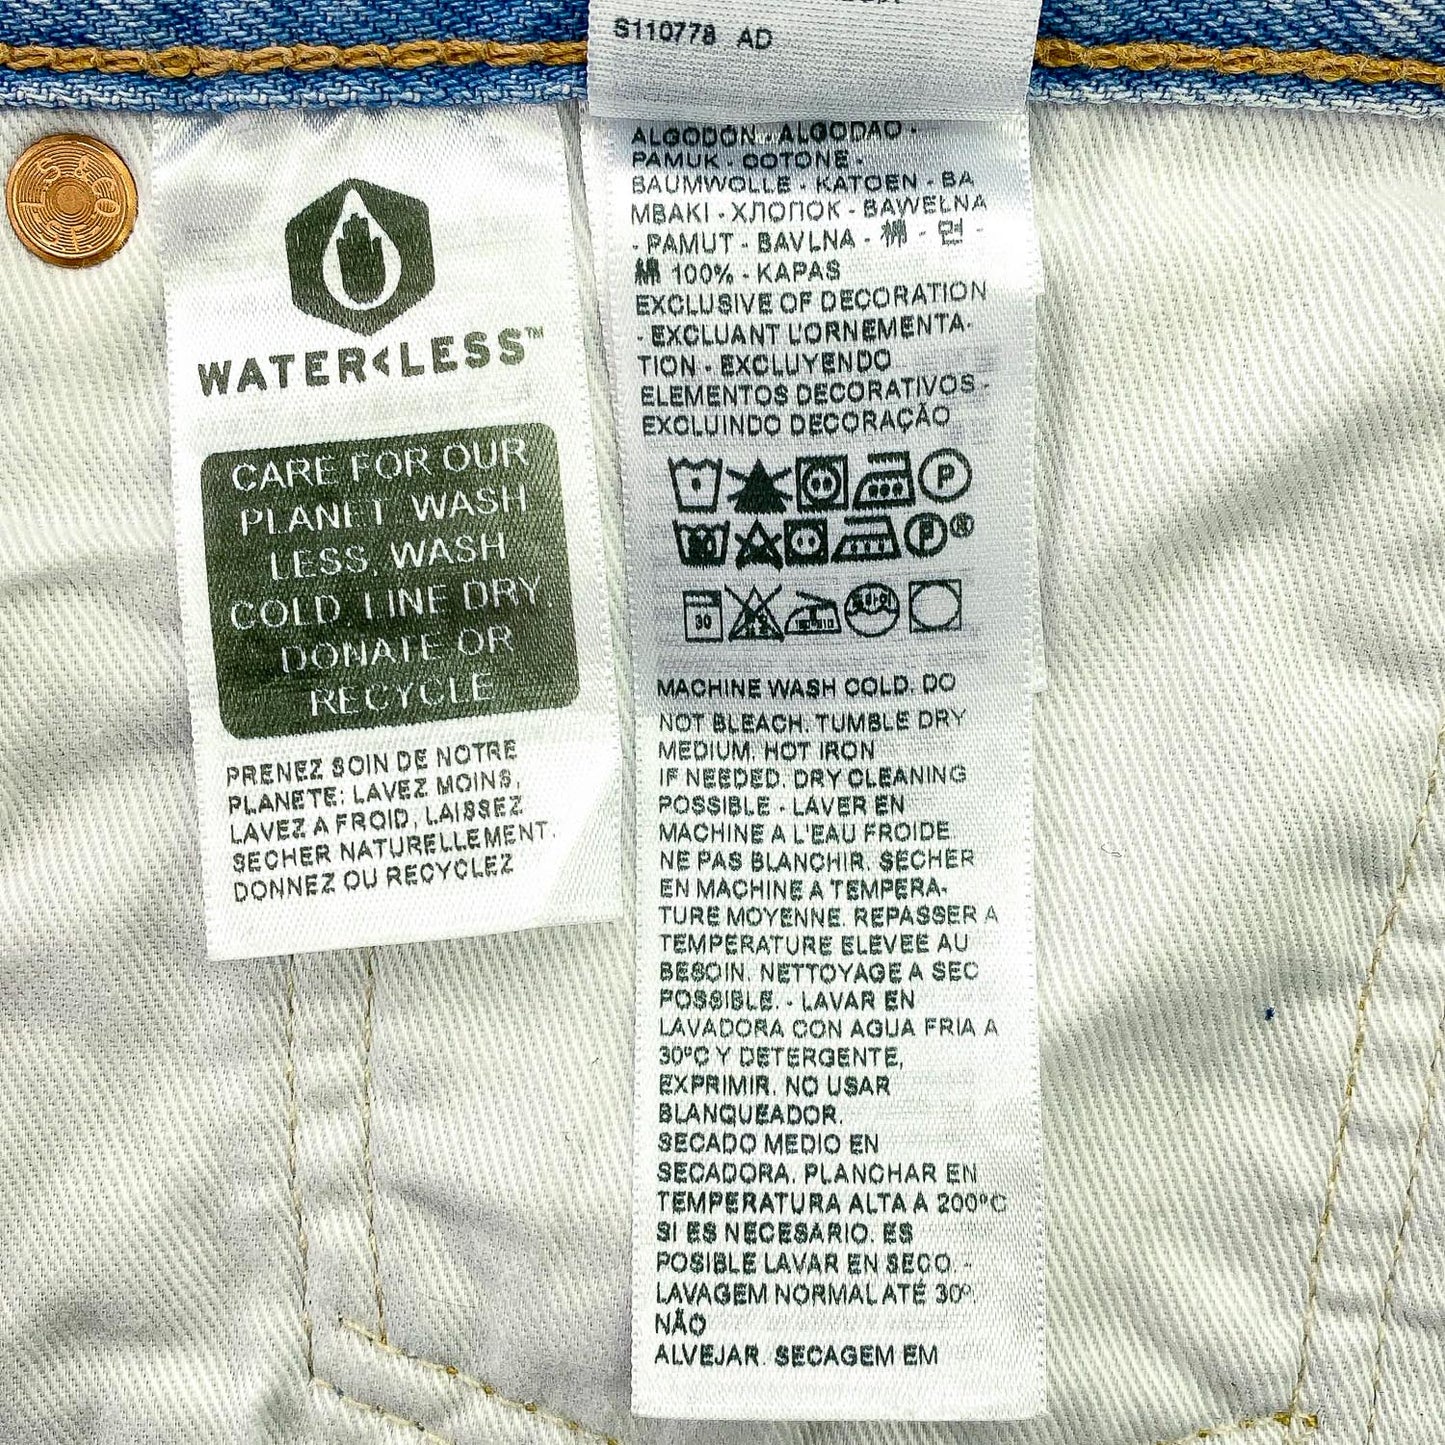 S110778 AD
LS&CO
WATER<LESS™
CARE FOR OUR
PLANET. WASH
LESS, WASH
COLD, LINE DRY,
DONATE OR
RECYCLE
PRENEZ SOIN DE NOTRE
PLANETE: LAVEZ MOINS,
LAVEZ A FROID, LAISSEZ
SECHER NATURELLEMENT.
DONNEZ OU RECYCLEZ
ALGODÓN - ALGODAO -
PAMUK - COTONE -
BAUMWOLLE - KATOEN - BA
MBAKI - ХЛОПОК - BAWEŁNA
- PAMUT - BAVLNA - 棉 - 면 -
綿 100% - KAPAS
EXCLUSIVE OF DECORATION
- EXCLUANT L'ORNEMENTA-
TION - EXCLUYENDO
ELEMENTOS DECORATIVOS -
EXCLUINDO DECORAÇÃO
P
P
30
MACHINE WASH COLD. DO
NOT BLEACH. TUMBLE DRY
MEDIUM. HOT IRON
IF NEEDED. DRY CLEANING
POSSIBLE - LAVER EN
MACHINE A L'EAU FROIDE.
NE PAS BLANCHIR. SECHER
EN MACHINE A TEMPERA-
TURE MOYENNE. REPASSER A
TEMPERATURE ELEVEE AU
BESOIN. NETTOYAGE A SEC
POSSIBLE. - LAVAR EN
LAVADORA CON AGUA FRIA A
30ºC Y DETERGENTE,
EXPRIMIR. NO USAR
BLANQUEADOR.
SECADO MEDIO EN
SECADORA. PLANCHAR EN
TEMPERATURA ALTA A 200ºC
SI ES NECESARIO. ES
POSIBLE LAVAR EN SECO. -
LAVAGEM NORMAL ATÉ 30º.
NÃO
ALVEJAR. SECAGEM EM